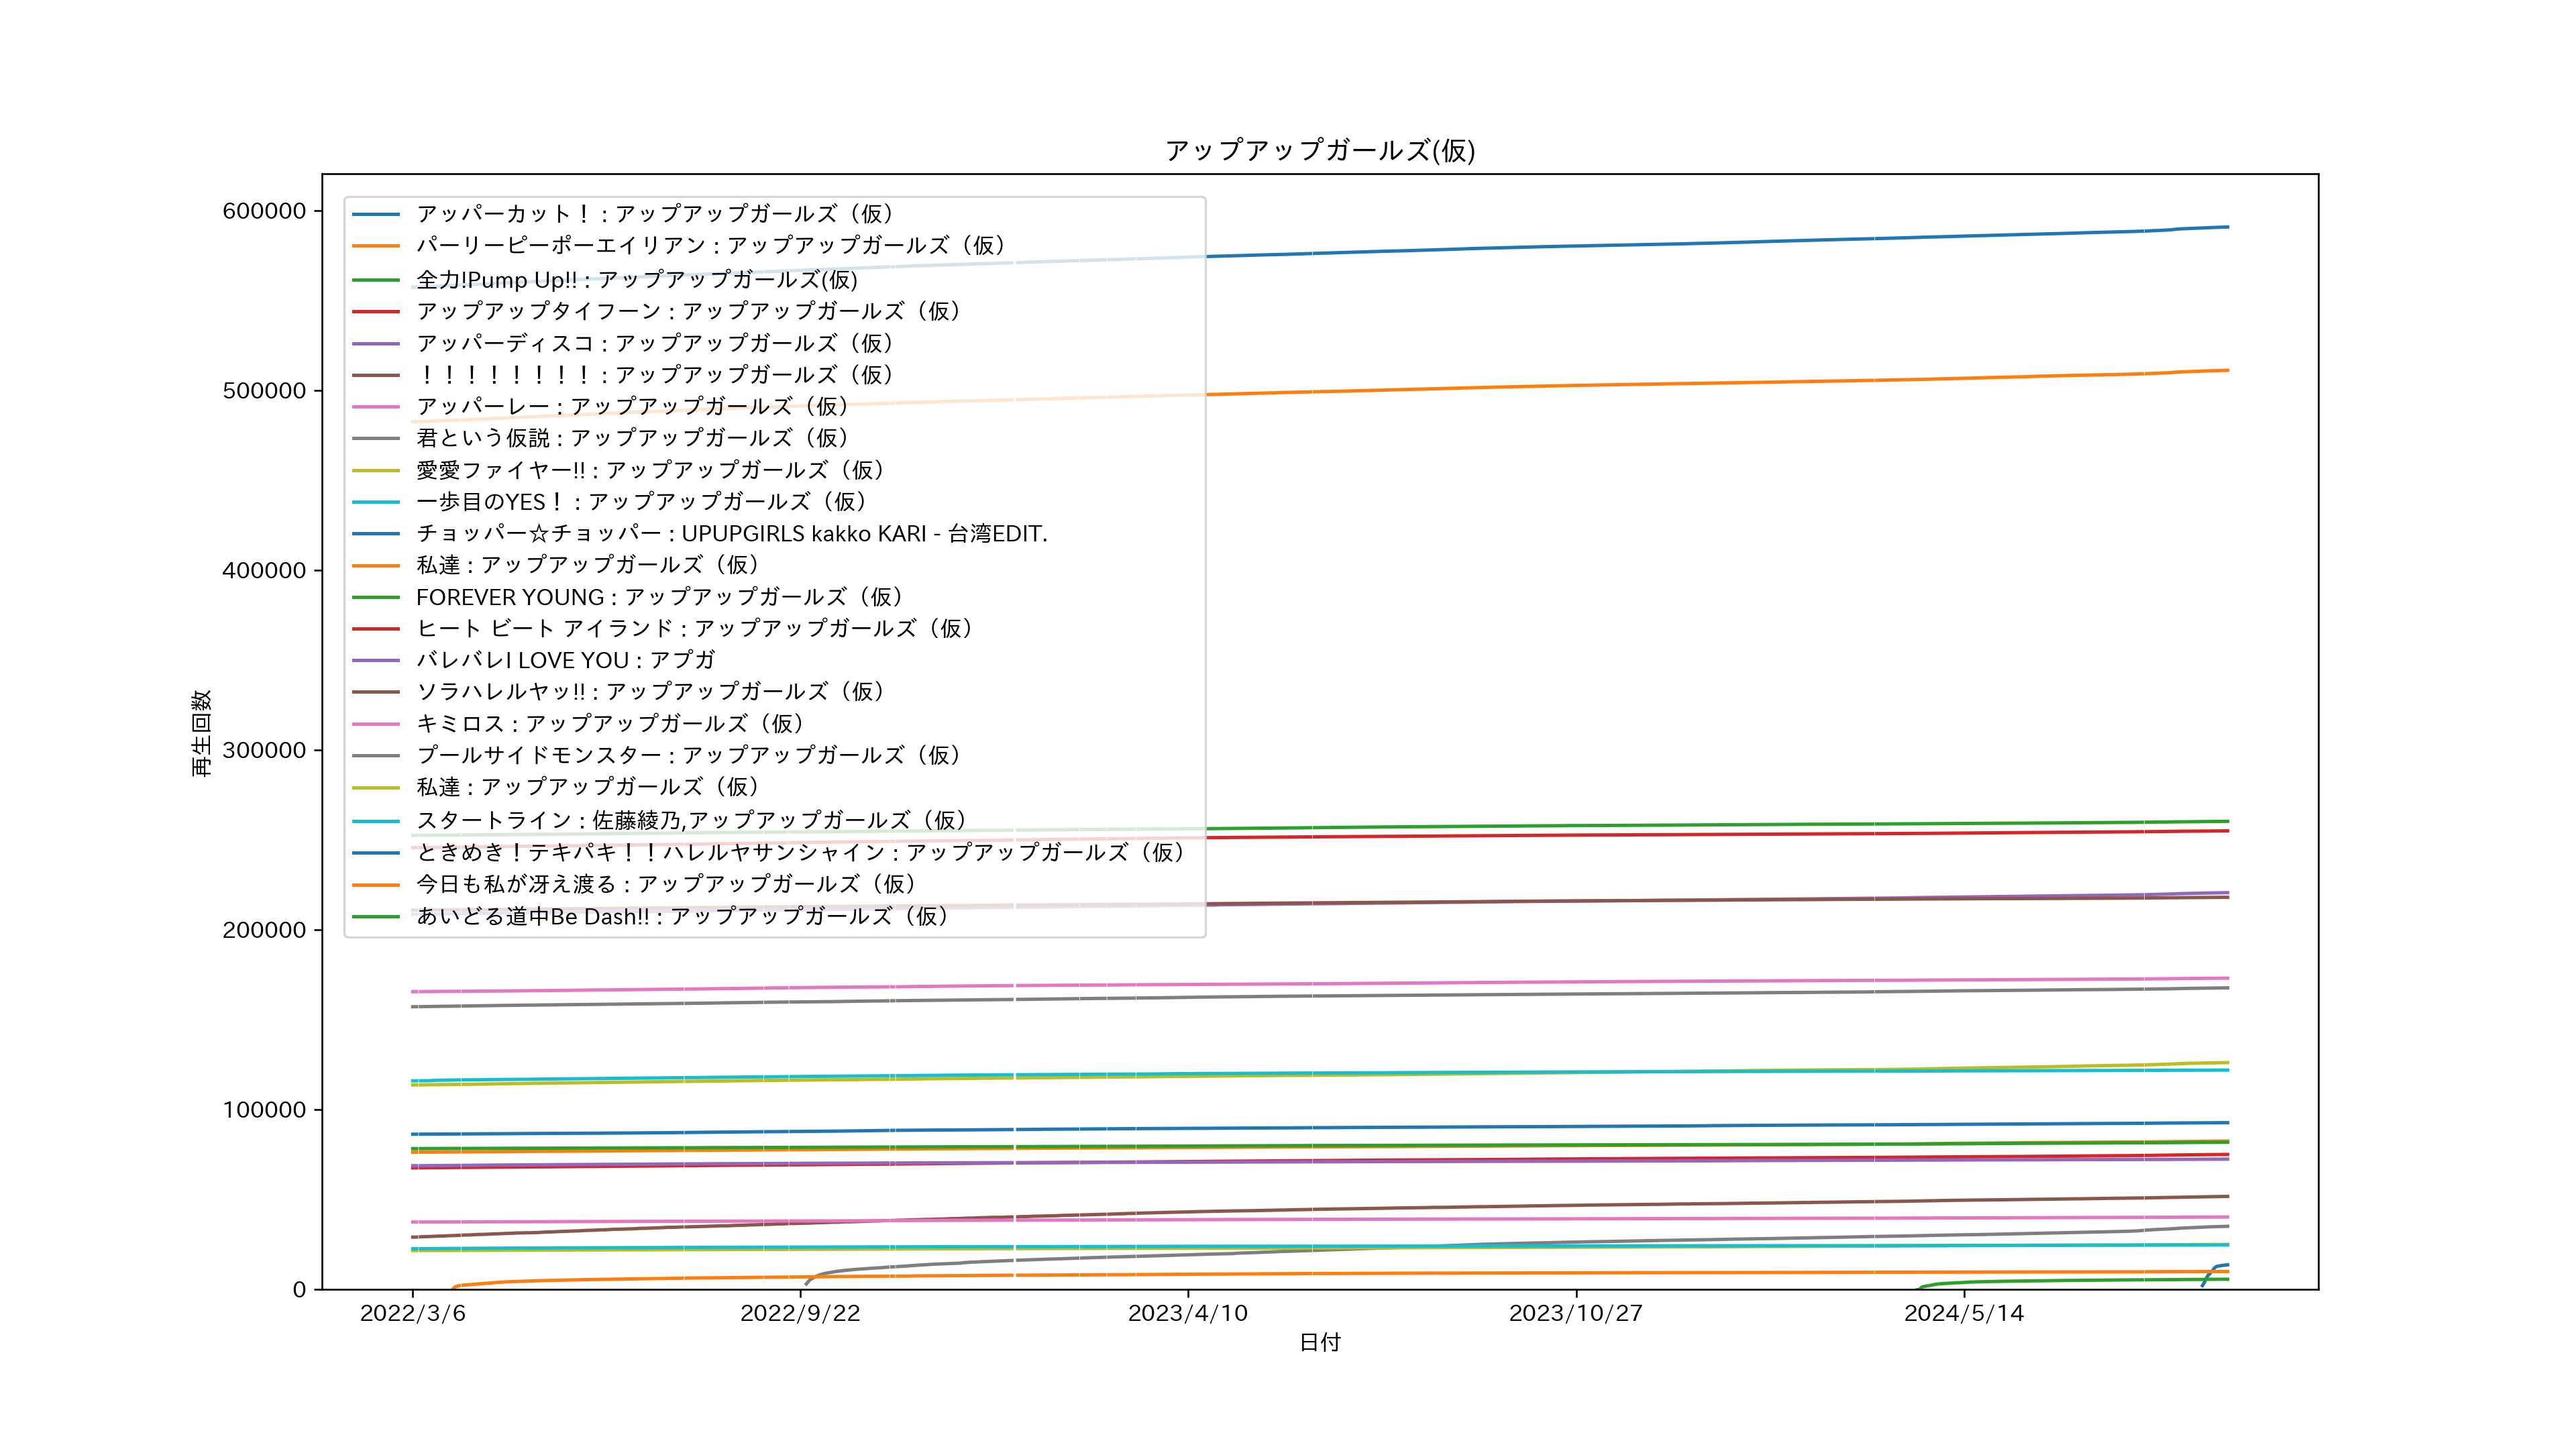 アップアップガールズ(仮)
600000
500000
400000
300000
200000
100000
0
再生回数
アッパーカット！ : アップアップガールズ（仮）
パーリーピーポーエイリアン : アップアップガールズ（仮）
全力!Pump Up!! : アップアップガールズ(仮)
アップアップタイフーン : アップアップガールズ（仮）
アッパーディスコ : アップアップガールズ（仮）
！！！！！！！！ : アップアップガールズ（仮）
アッパーレー : アップアップガールズ（仮）
君という仮説 : アップアップガールズ（仮）
愛愛ファイヤー!! : アップアップガールズ（仮）
一歩目のYES！ : アップアップガールズ（仮）
チョッパー☆チョッパー : UPUPGIRLS kakko KARI - 台湾EDIT.
私達 : アップアップガールズ（仮）
FOREVER YOUNG : アップアップガールズ（仮）
ヒート ビート アイランド : アップアップガールズ（仮）
バレバレI LOVE YOU : アプガ
ソラハレルヤッ!! : アップアップガールズ（仮）
キミロス : アップアップガールズ（仮）
プールサイドモンスター : アップアップガールズ（仮）
私達 : アップアップガールズ（仮）
スタートライン : 佐藤綾乃,アップアップガールズ（仮）
ときめき！テキパキ！！ハレルヤサンシャイン : アップアップガールズ（仮）
今日も私が冴え渡る : アップアップガールズ（仮）
あいどる道中Be Dash!! : アップアップガールズ（仮）
2022/3/6
2022/9/22
2023/4/10
2023/10/27
2024/5/14
日付